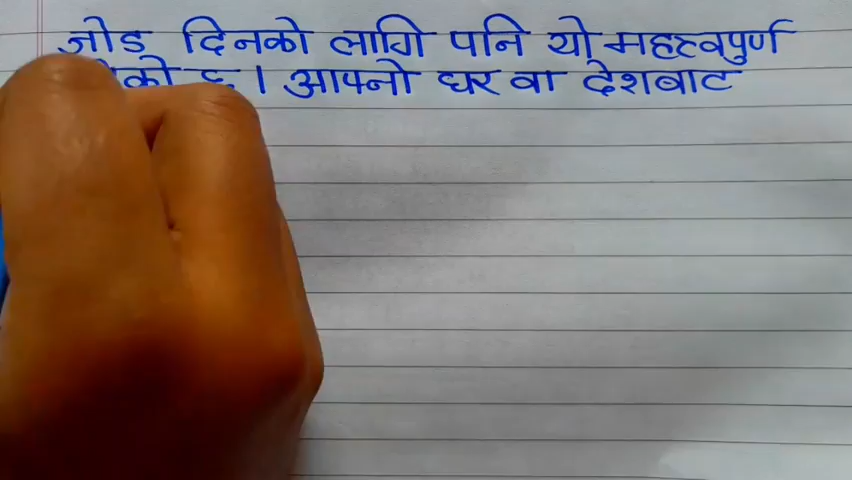 जोड दिनको लागि पनि यो महत्वपुर्ण
छ। आफ्नो घर वा देशबाट